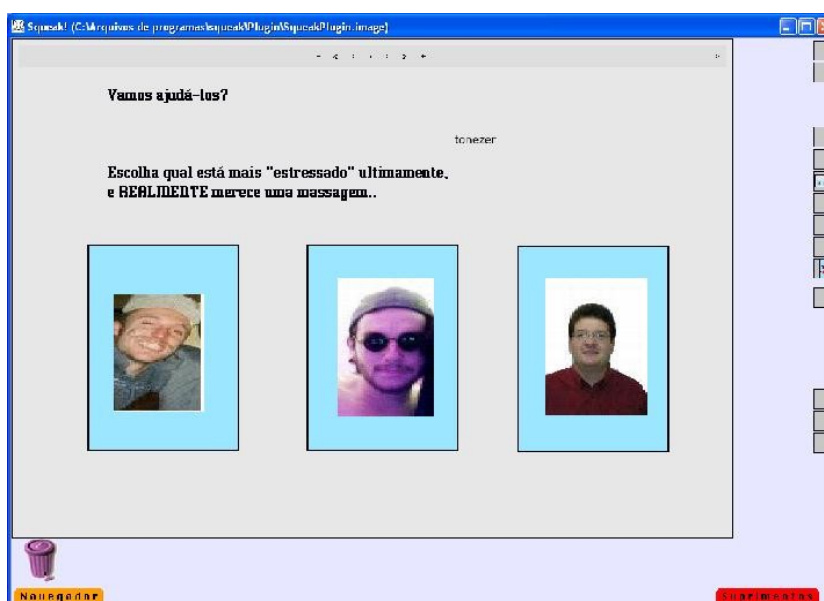 Squeak! (C:\Arquivos de programas\squeak\Plugin\SqueakPlugin.image)
Vamos ajudá-los?
tonezer
Escolha qual está mais "estressado" ultimamente,
e REALMENTE merece uma massagem..
Navegador
Suprimentos